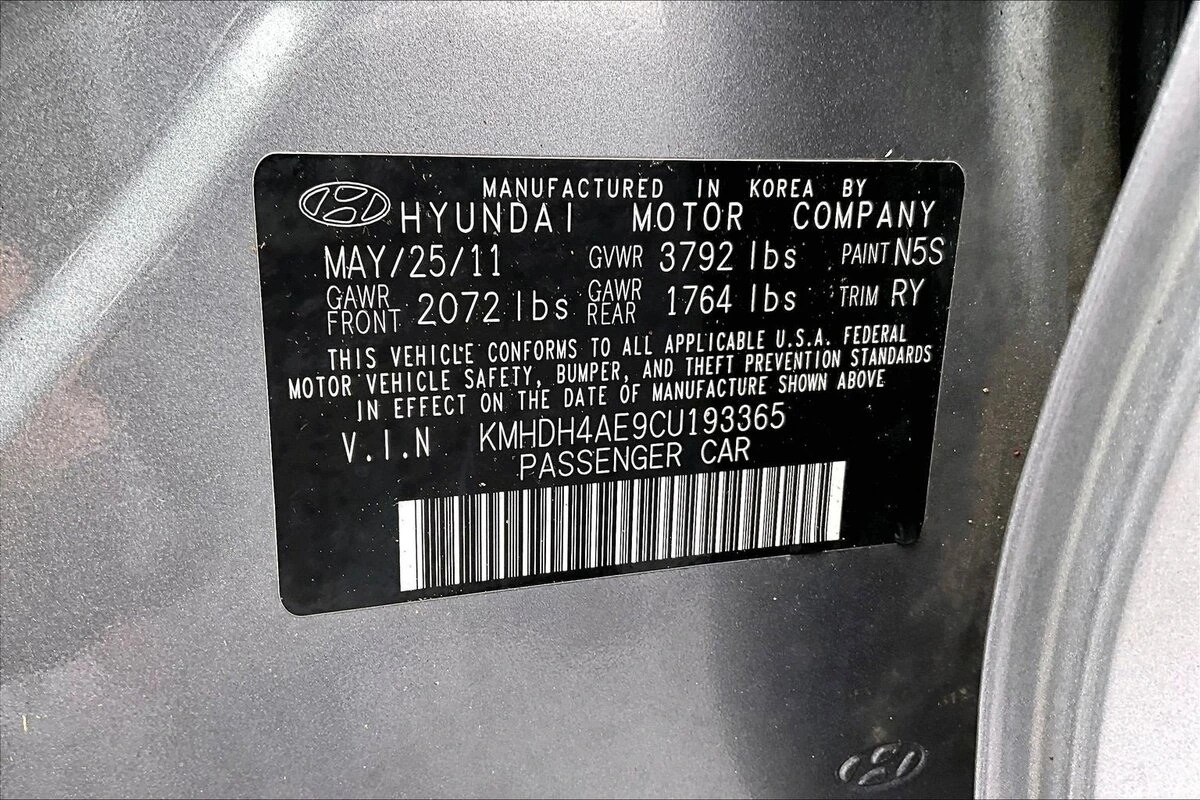 MANUFACTURED IN KOREA BY
HYUNDAI MOTOR COMPANY
MAY/25/11 GVWR 3792 lbs PAINT N5S
GAWR FRONT 2072 lbs GAWR REAR 1764 lbs TRIM RY
THIS VEHICLE CONFORMS TO ALL APPLICABLE U.S.A. FEDERAL
MOTOR VEHICLE SAFETY, BUMPER, AND THEFT PREVENTION STANDARDS
IN EFFECT ON THE DATE OF MANUFACTURE SHOWN ABOVE
V.I.N KMHDH4AE9CU193365
PASSENGER CAR